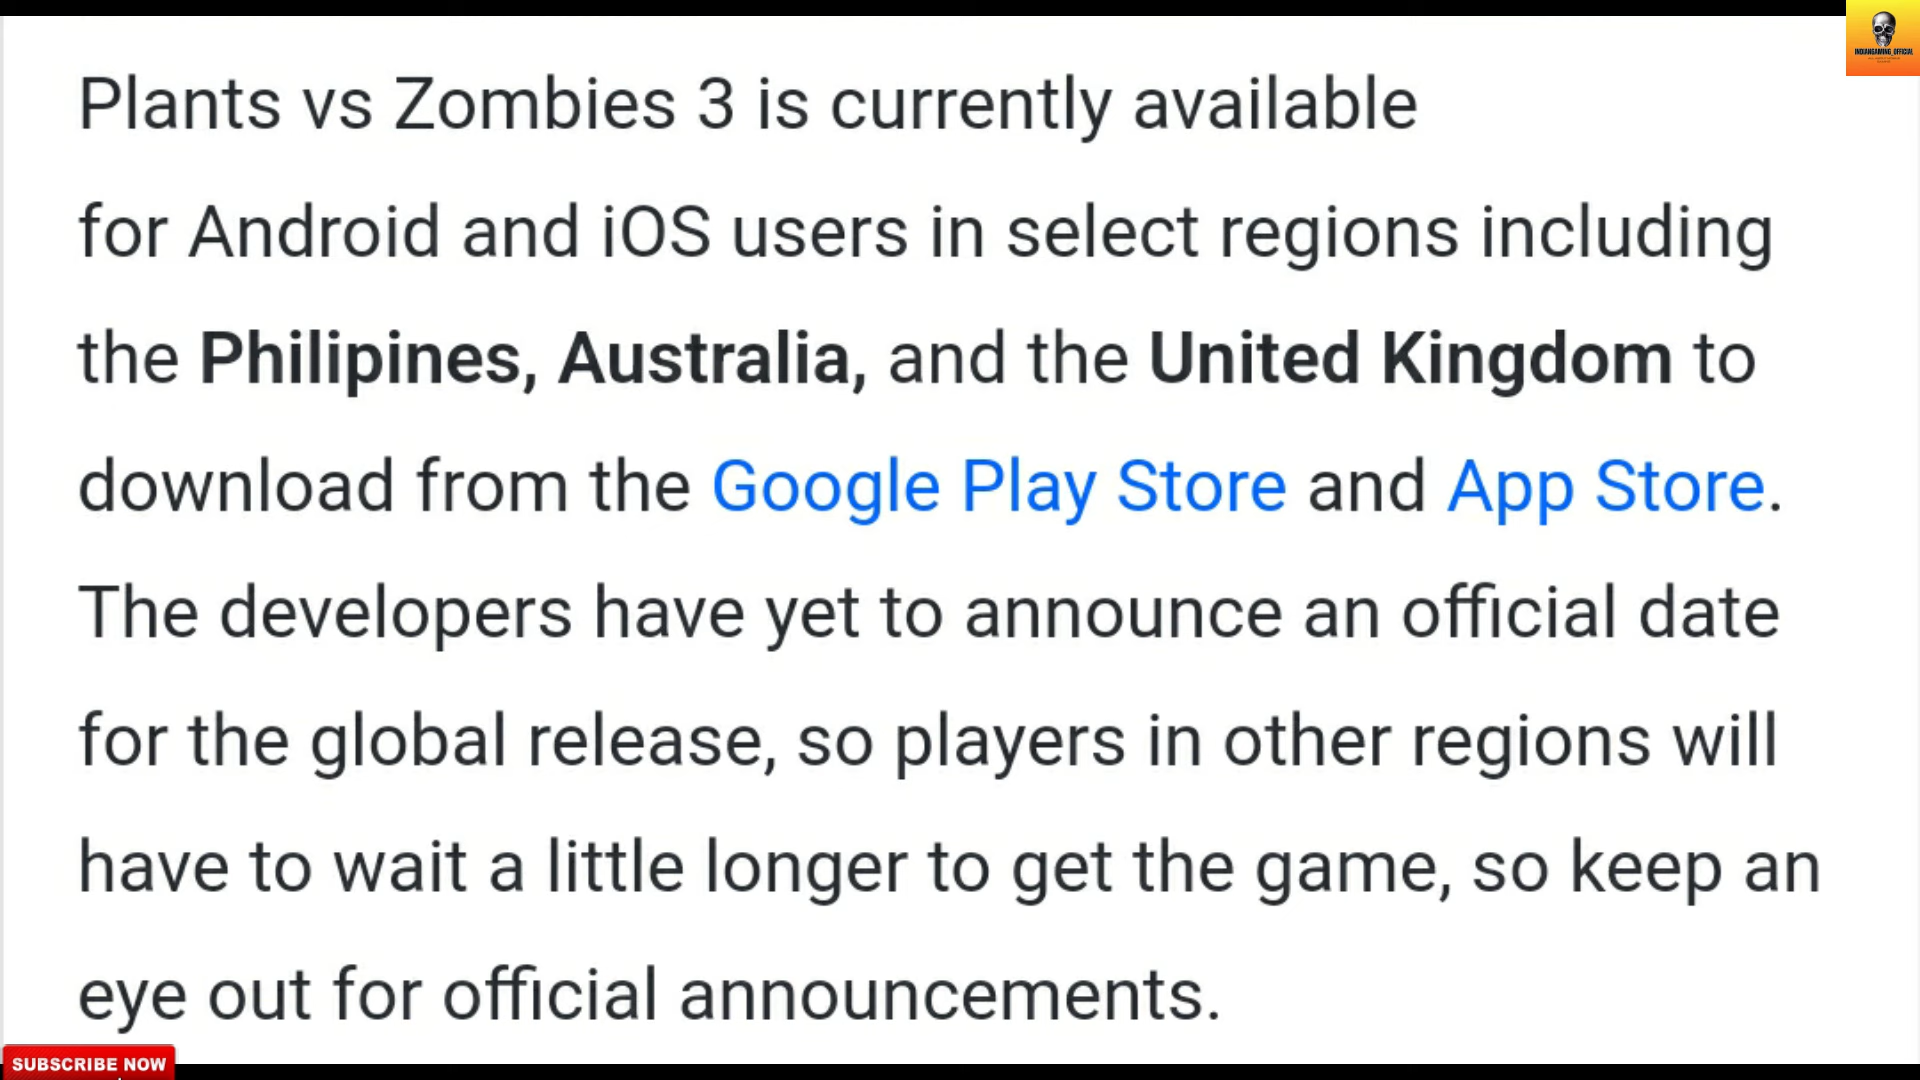 Plants vs Zombies 3 is currently available
for Android and iOS users in select regions including
the Philipines, Australia, and the United Kingdom to
download from the Google Play Store and App Store.
The developers have yet to announce an official date
for the global release, so players in other regions will
have to wait a little longer to get the game, so keep an
eye out for official announcements.
INDIANGAMING_OFFICIAL
SUBSCRIBE NOW